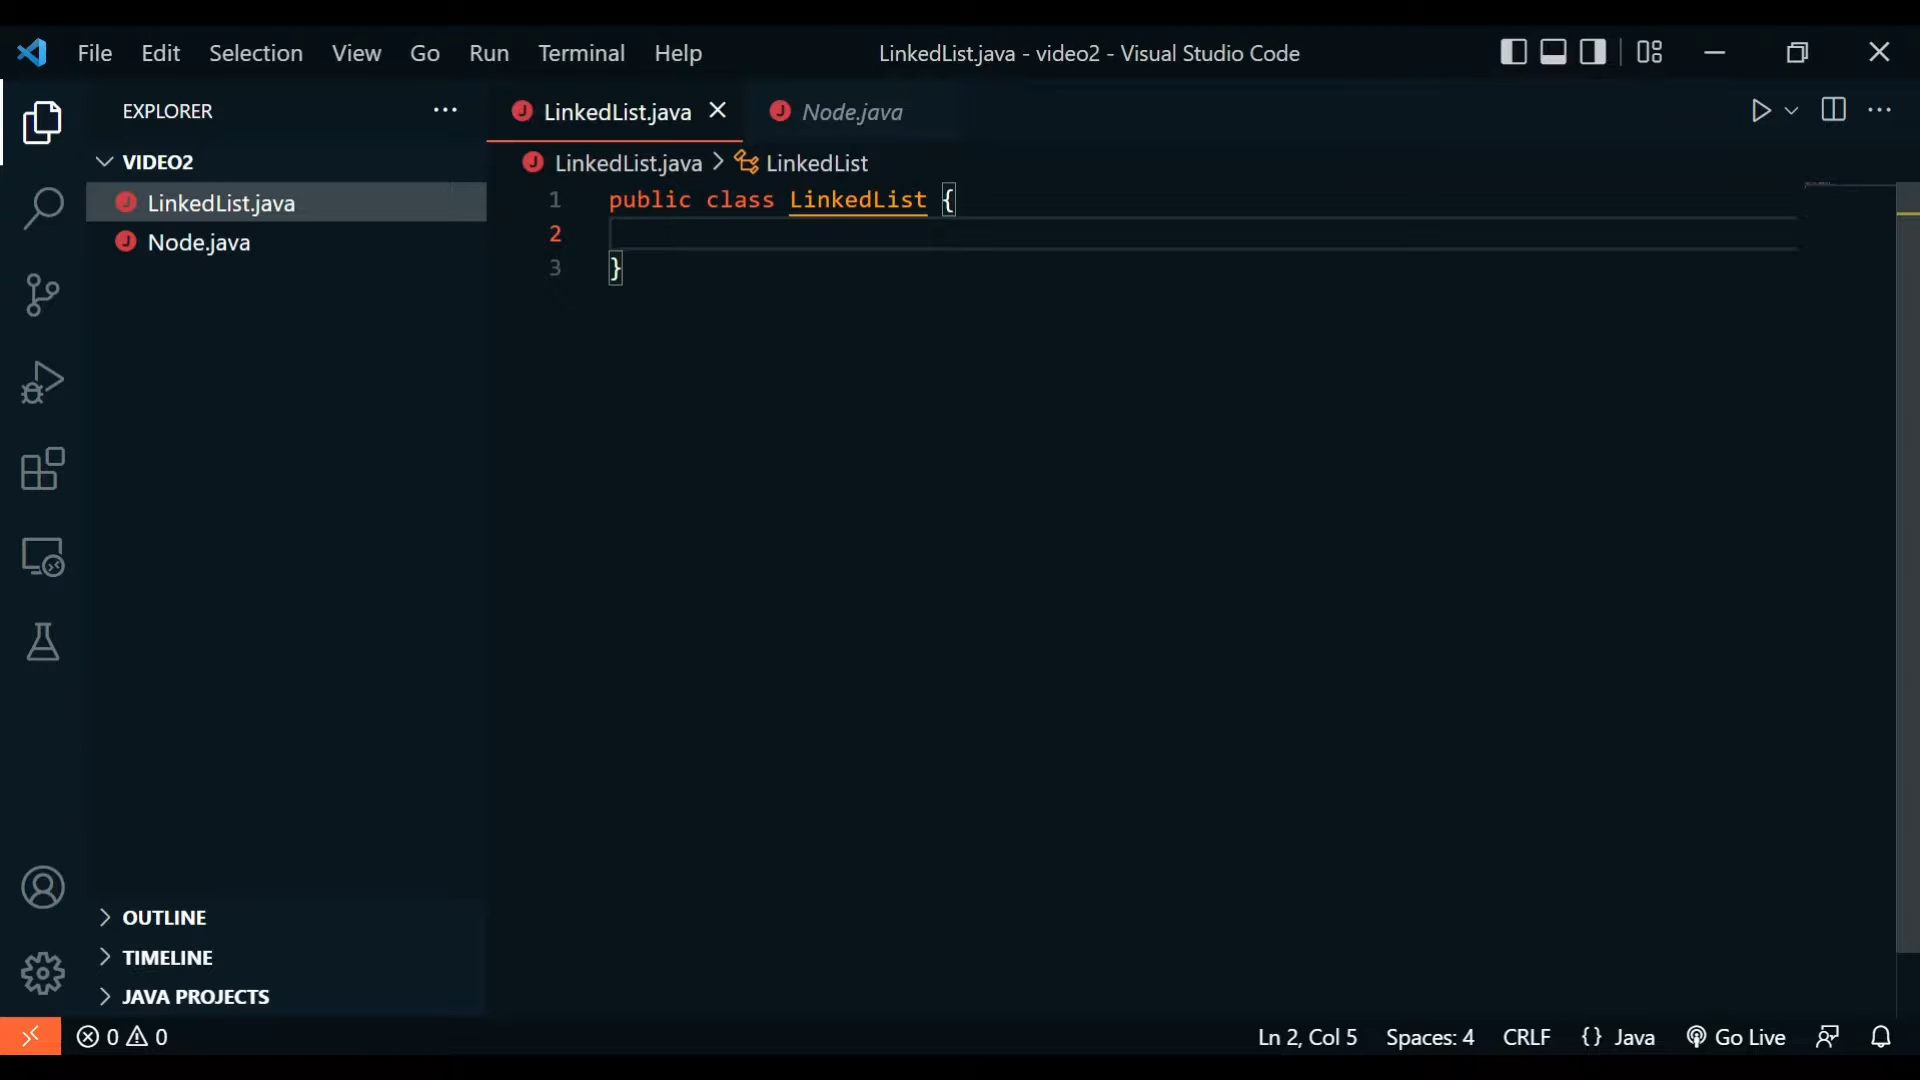 File Edit Selection View Go Run Terminal Help
LinkedList.java - video2 - Visual Studio Code
EXPLORER
VIDEO2
LinkedList.java
Node.java
OUTLINE
TIMELINE
JAVA PROJECTS
LinkedList.java
Node.java
LinkedList.java > LinkedList
1 public class LinkedList {
2
3 }
0 0
Ln 2, Col 5 Spaces: 4 CRLF {} Java Go Live